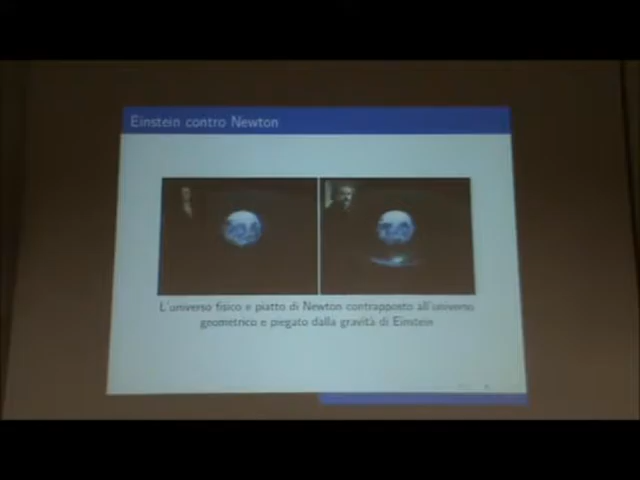 Einstein contro Newton
L'universo fisico e piatto di Newton contrapposto all'universo
geometrico e piegato dalla gravità di Einstein